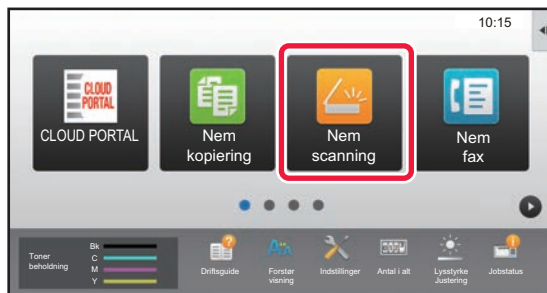 10:15
CLOUD
PORTAL
CLOUD PORTAL
Nem
kopiering
Nem
scanning
Nem
fax
Toner
beholdning
Bk
C
M
Y
Driftsguide
Forstør
visning
Indstillinger
Antal i alt
Lysstyrke
Justering
Jobstatus